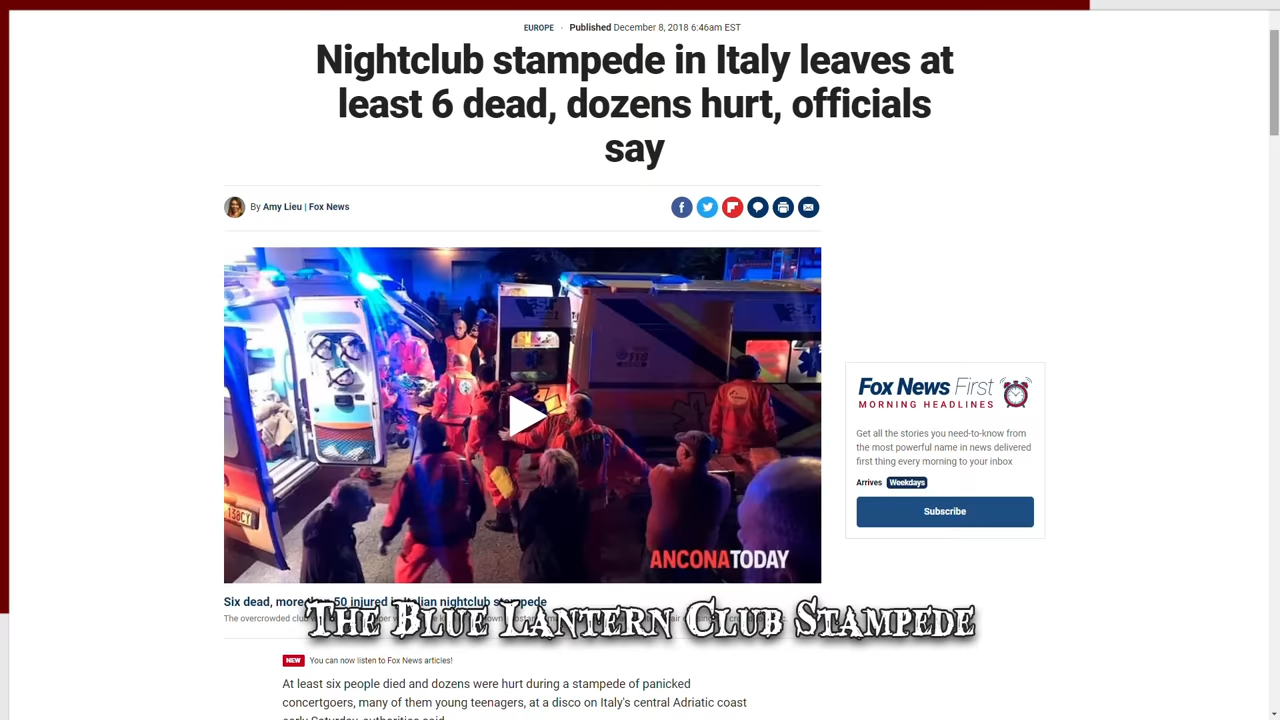 EUROPE · Published December 8, 2018 6:46am EST
Nightclub stampede in Italy leaves at
least 6 dead, dozens hurt, officials
say
By Amy Lieu | Fox News
118
ANCONATODAY
Fox News First
MORNING HEADLINES
Get all the stories you need-to-know from
the most powerful name in news delivered
first thing every morning to your inbox
Arrives Weekdays
Subscribe
Six dead, more than 50 injured in Italian nightclub stampede
The overcrowded
The Blue Lantern Club Stampede
NEW You can now listen to Fox News articles!
At least six people died and dozens were hurt during a stampede of panicked
concertgoers, many of them young teenagers, at a disco on Italy's central Adriatic coast
early Saturday, authorities said